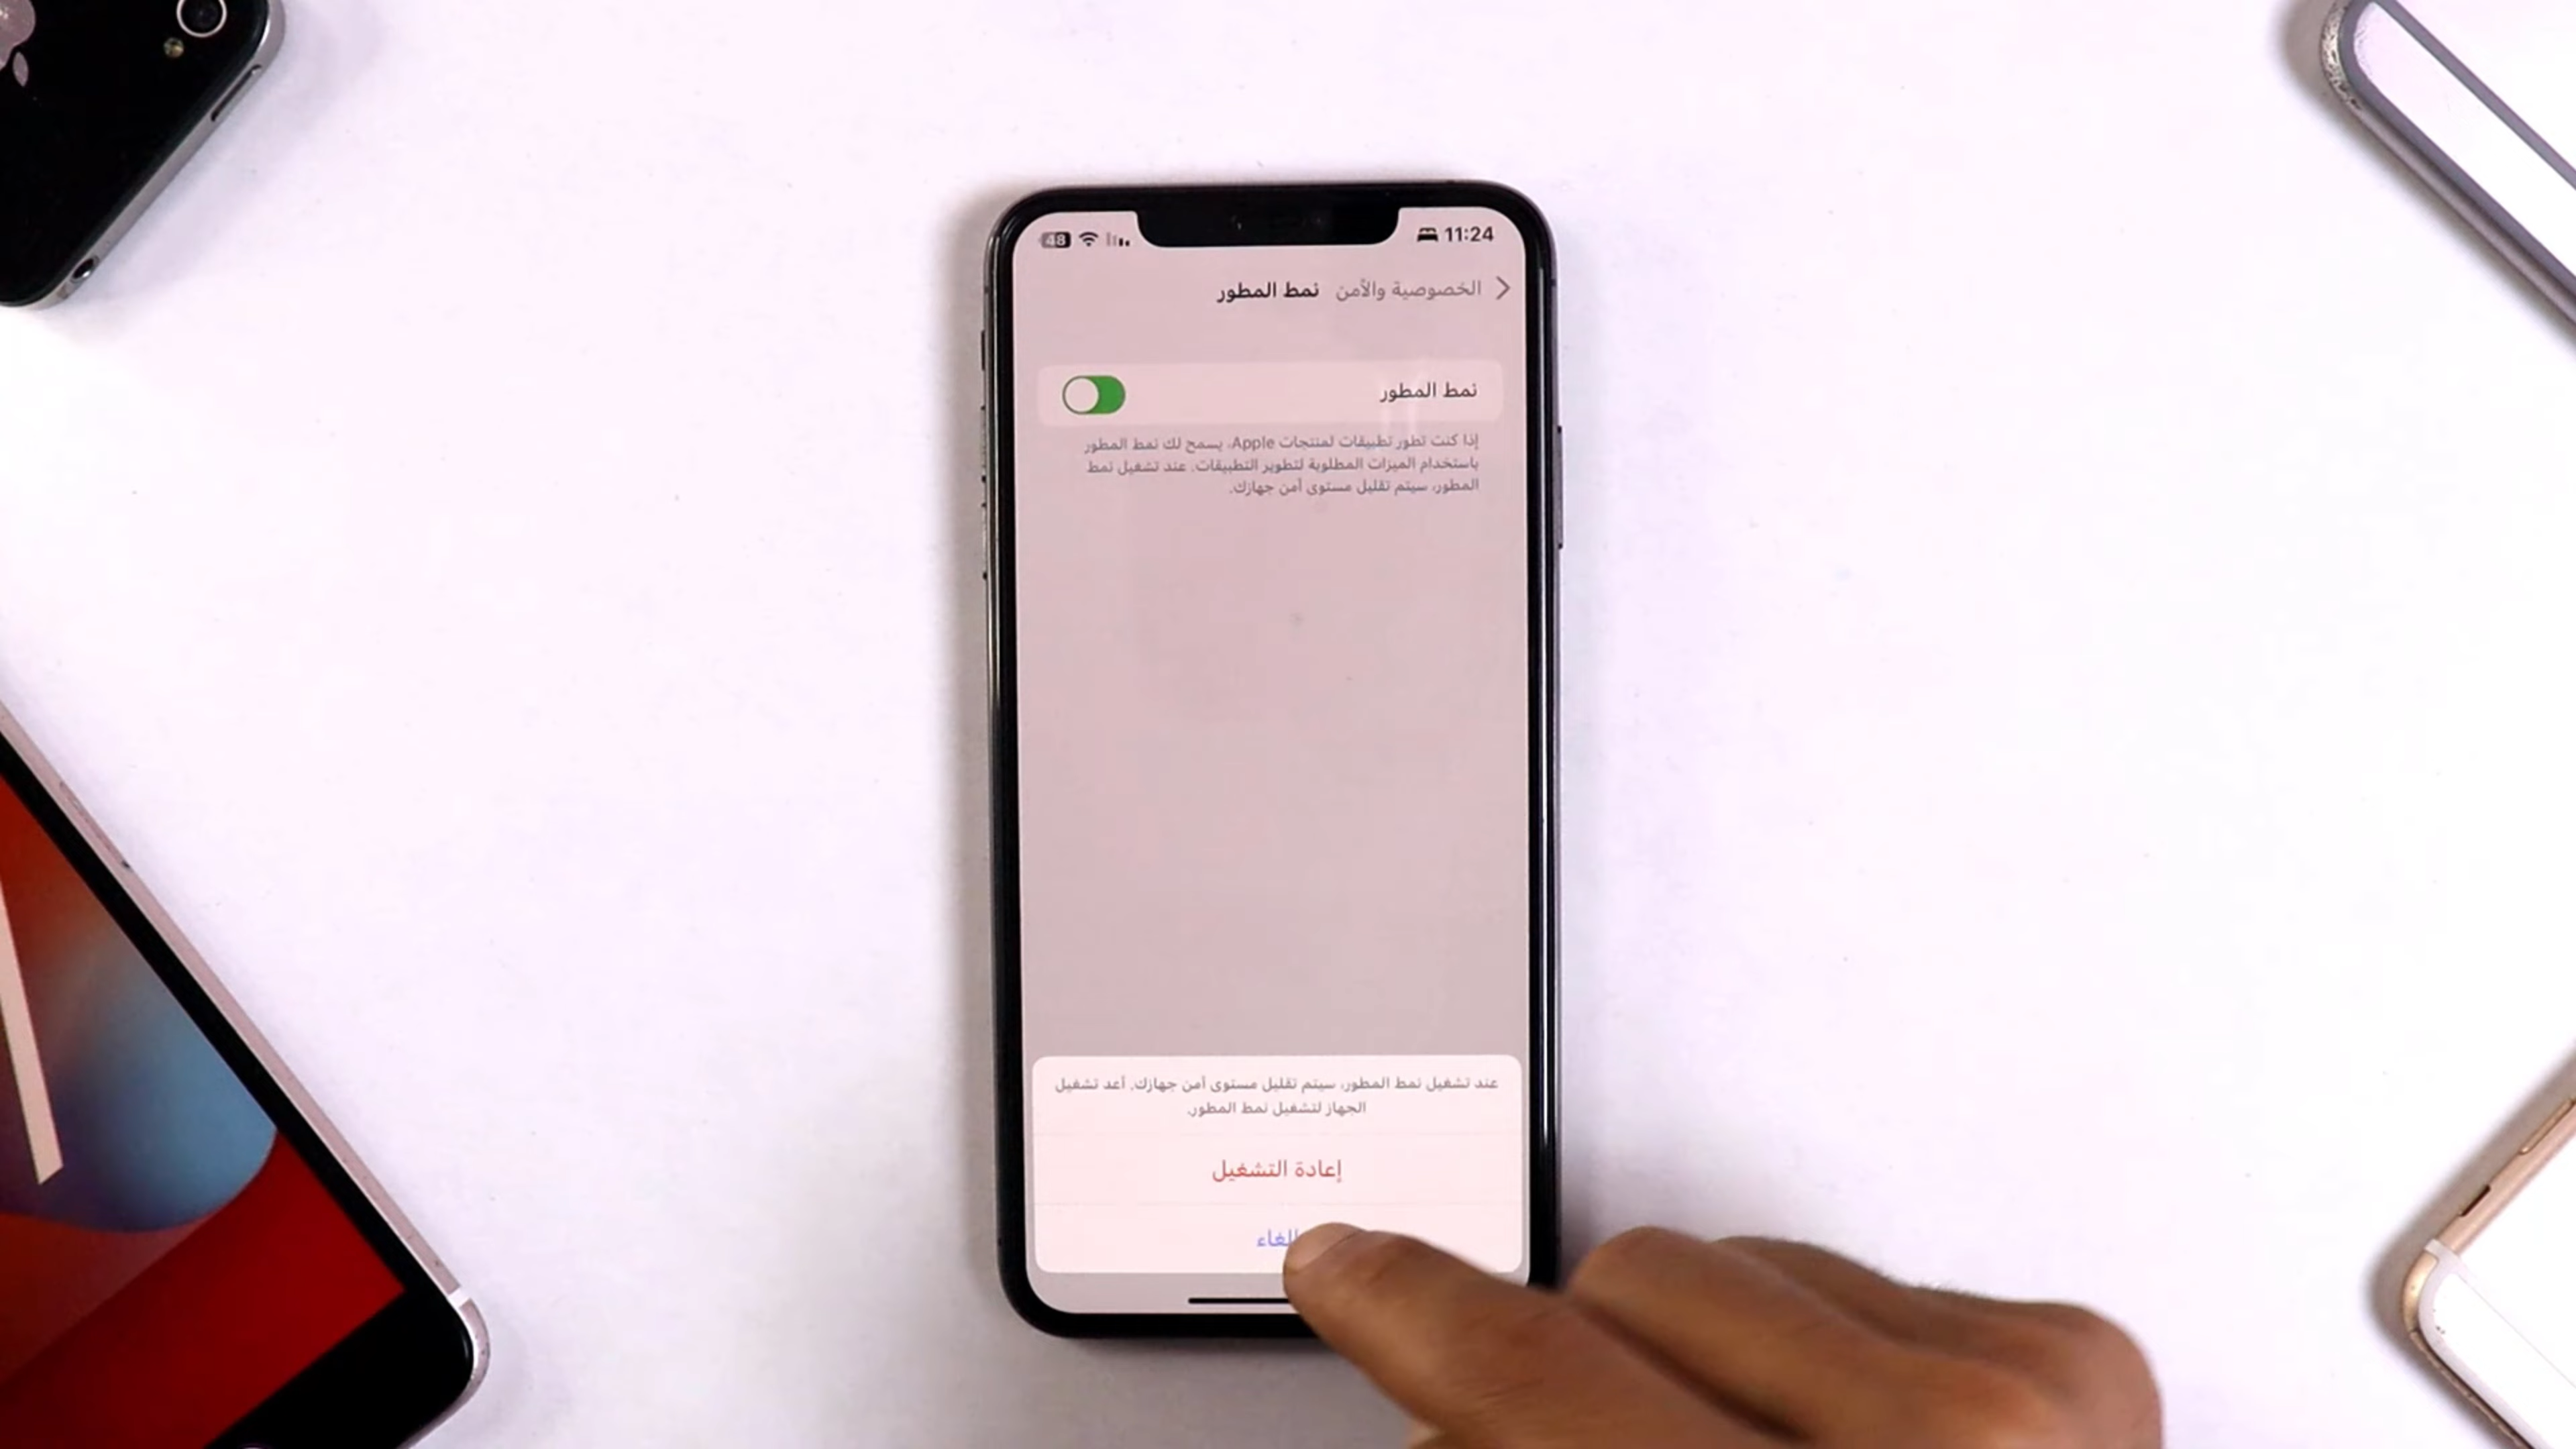 11:24
48
الخصوصية والأمن نمط المطور
نمط المطور
إذا كنت تطور تطبيقات لمنتجات Apple، يسمح لك نمط المطور
باستخدام الميزات المطلوبة لتطوير التطبيقات. عند تشغيل نمط
المطور، سيتم تقليل مستوى أمن جهازك.
عند تشغيل نمط المطور، سيتم تقليل مستوى أمن جهازك. أعد تشغيل
الجهاز لتشغيل نمط المطور.
إعادة التشغيل
إلغاء